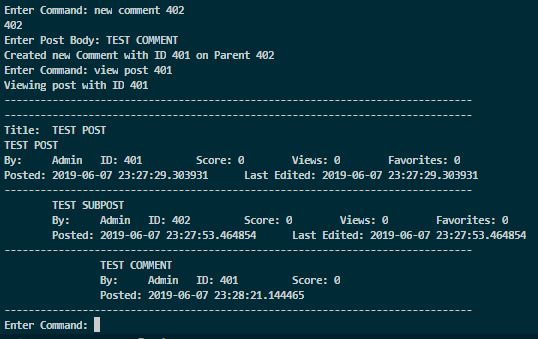 Enter Command: new comment 402
402
Enter Post Body: TEST COMMENT
Created new Comment with ID 401 on Parent 402
Enter Command: view post 401
Viewing post with ID 401
------------------------------------------------------------------------------
------------------------------------------------------------------------------
Title:  TEST POST
TEST POST
By:     Admin   ID: 401         Score: 0        Views: 0        Favorites: 0
Posted: 2019-06-07 23:27:29.303931      Last Edited: 2019-06-07 23:27:29.303931
------------------------------------------------------------------------------
        TEST SUBPOST
        By:     Admin   ID: 402         Score: 0        Views: 0        Favorites: 0
        Posted: 2019-06-07 23:27:53.464854      Last Edited: 2019-06-07 23:27:53.464854
------------------------------------------------------------------------------
                TEST COMMENT
                By:     Admin   ID: 401         Score: 0
                Posted: 2019-06-07 23:28:21.144465
------------------------------------------------------------------------------
Enter Command: